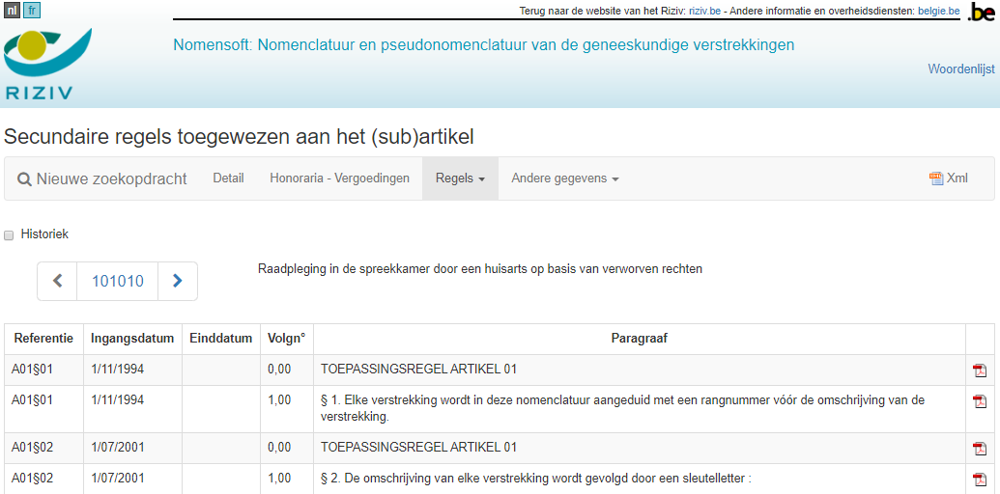 nl fr
Terug naar de website van het Riziv: riziv.be - Andere informatie en overheidsdiensten: belgie.be
.be
Nomensoft: Nomenclatuur en pseudonomenclatuur van de geneeskundige verstrekkingen
Woordenlijst
RIZIV
Secundaire regels toegewezen aan het (sub)artikel
Nieuwe zoekopdracht Detail Honoraria - Vergoedingen Regels Andere gegevens Xml
Historiek
101010 Raadpleging in de spreekkamer door een huisarts op basis van verworven rechten
Referentie Ingangsdatum Einddatum Volgn° Paragraaf
A01§01 1/11/1994 0,00 TOEPASSINGSREGEL ARTIKEL 01
A01§01 1/11/1994 1,00 § 1. Elke verstrekking wordt in deze nomenclatuur aangeduid met een rangnummer vóór de omschrijving van de
verstrekking.
A01§02 1/07/2001 0,00 TOEPASSINGSREGEL ARTIKEL 01
A01§02 1/07/2001 1,00 § 2. De omschrijving van elke verstrekking wordt gevolgd door een sleutelletter :